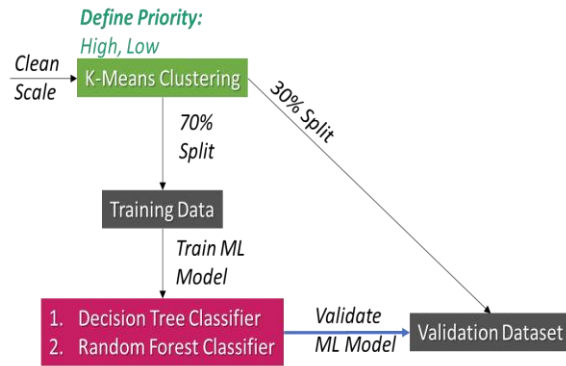 Define Priority:
High, Low
Clean
Scale
K-Means Clustering
70%
Split
30% Split
Training Data
Train ML
Model
1. Decision Tree Classifier
2. Random Forest Classifier
Validate
ML Model
Validation Dataset